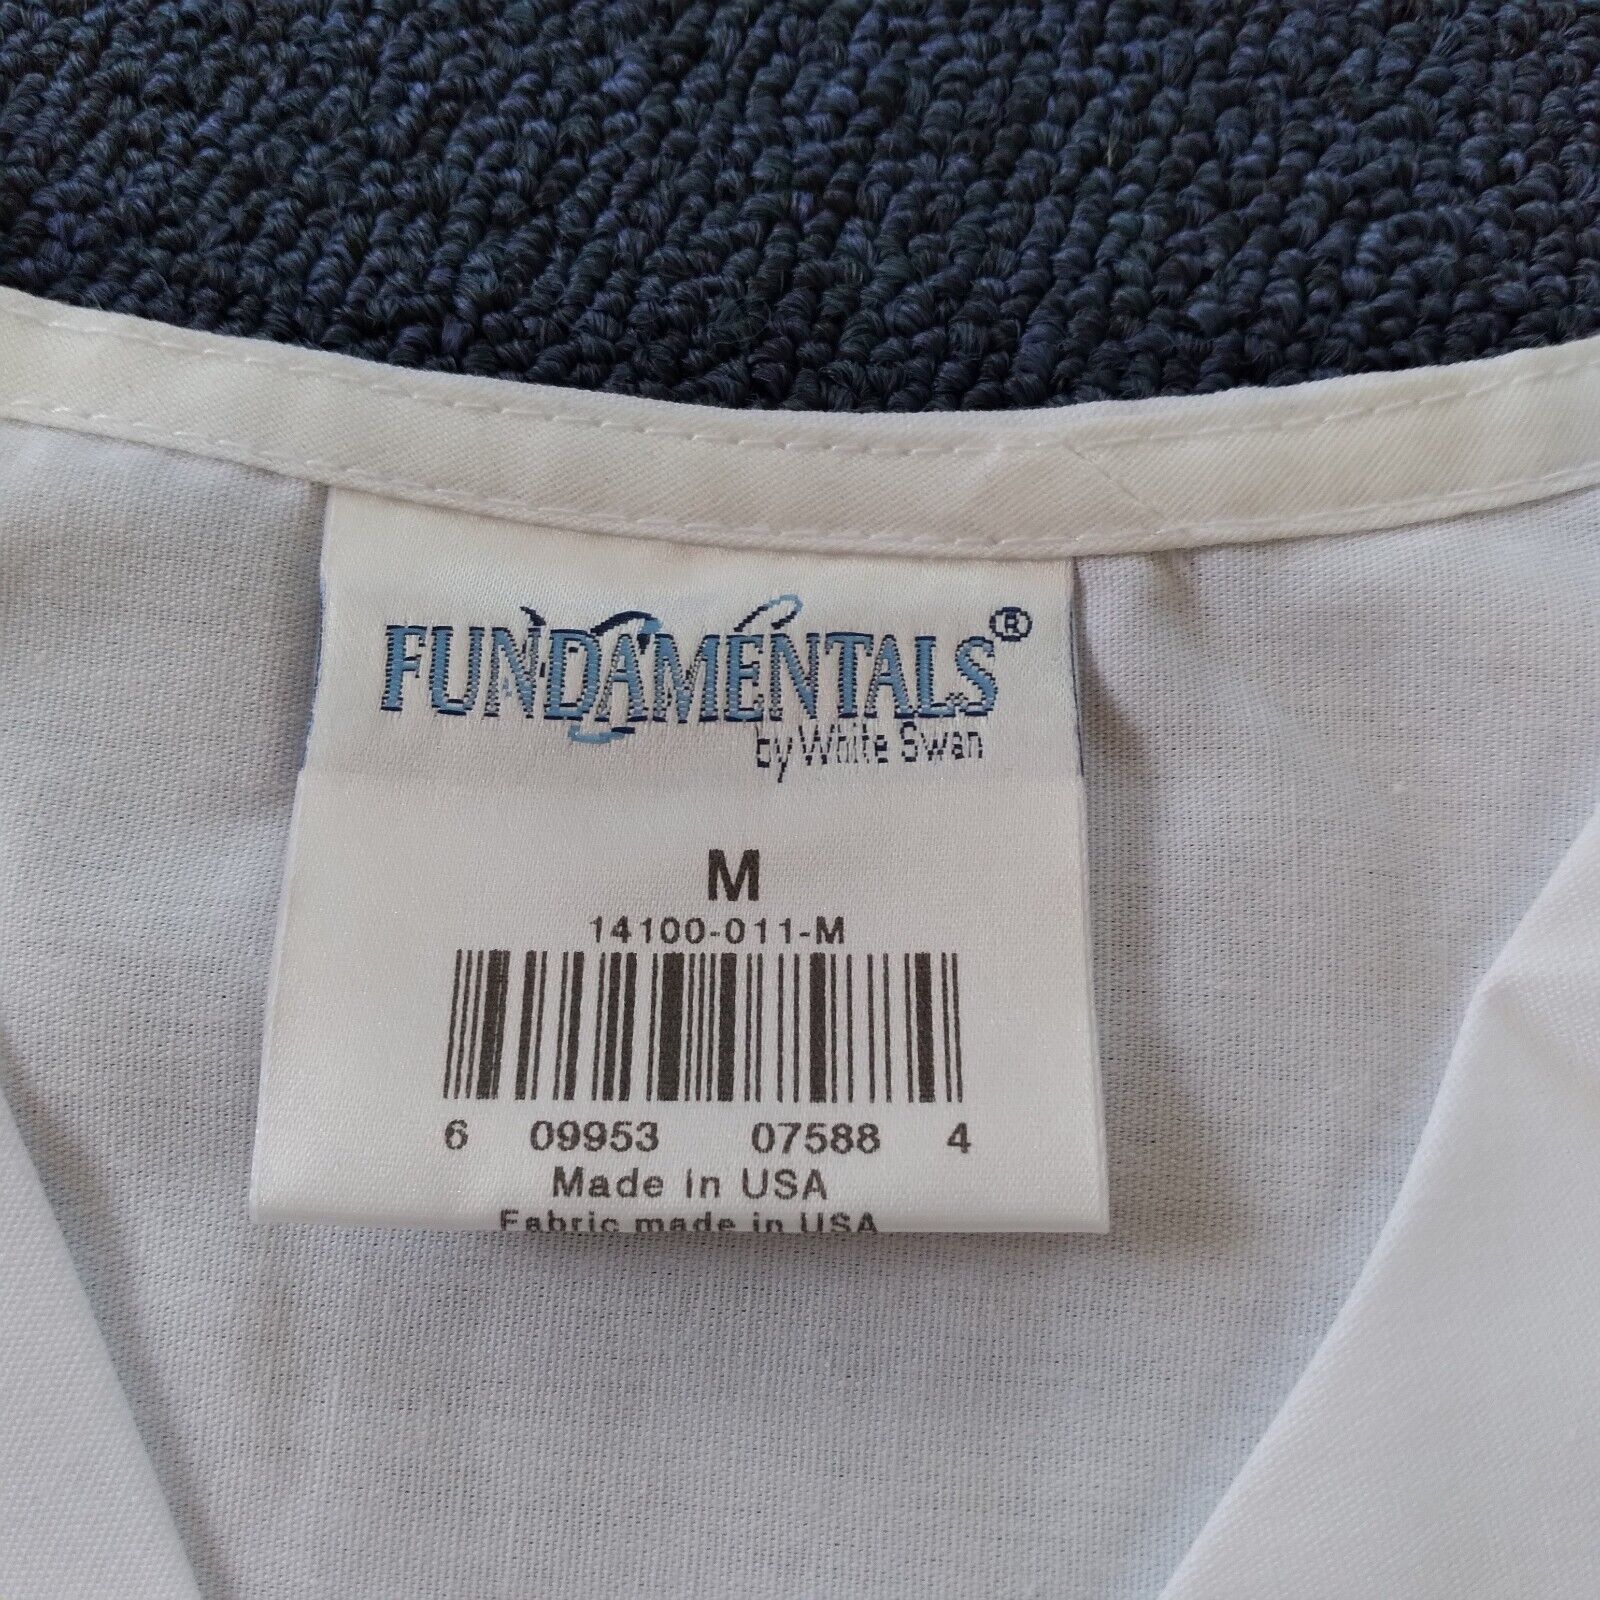 FUNDAMENTALS®
by White Swan
M
14100-011-M
6 09953 07588 4
Made in USA
Fabric made in USA